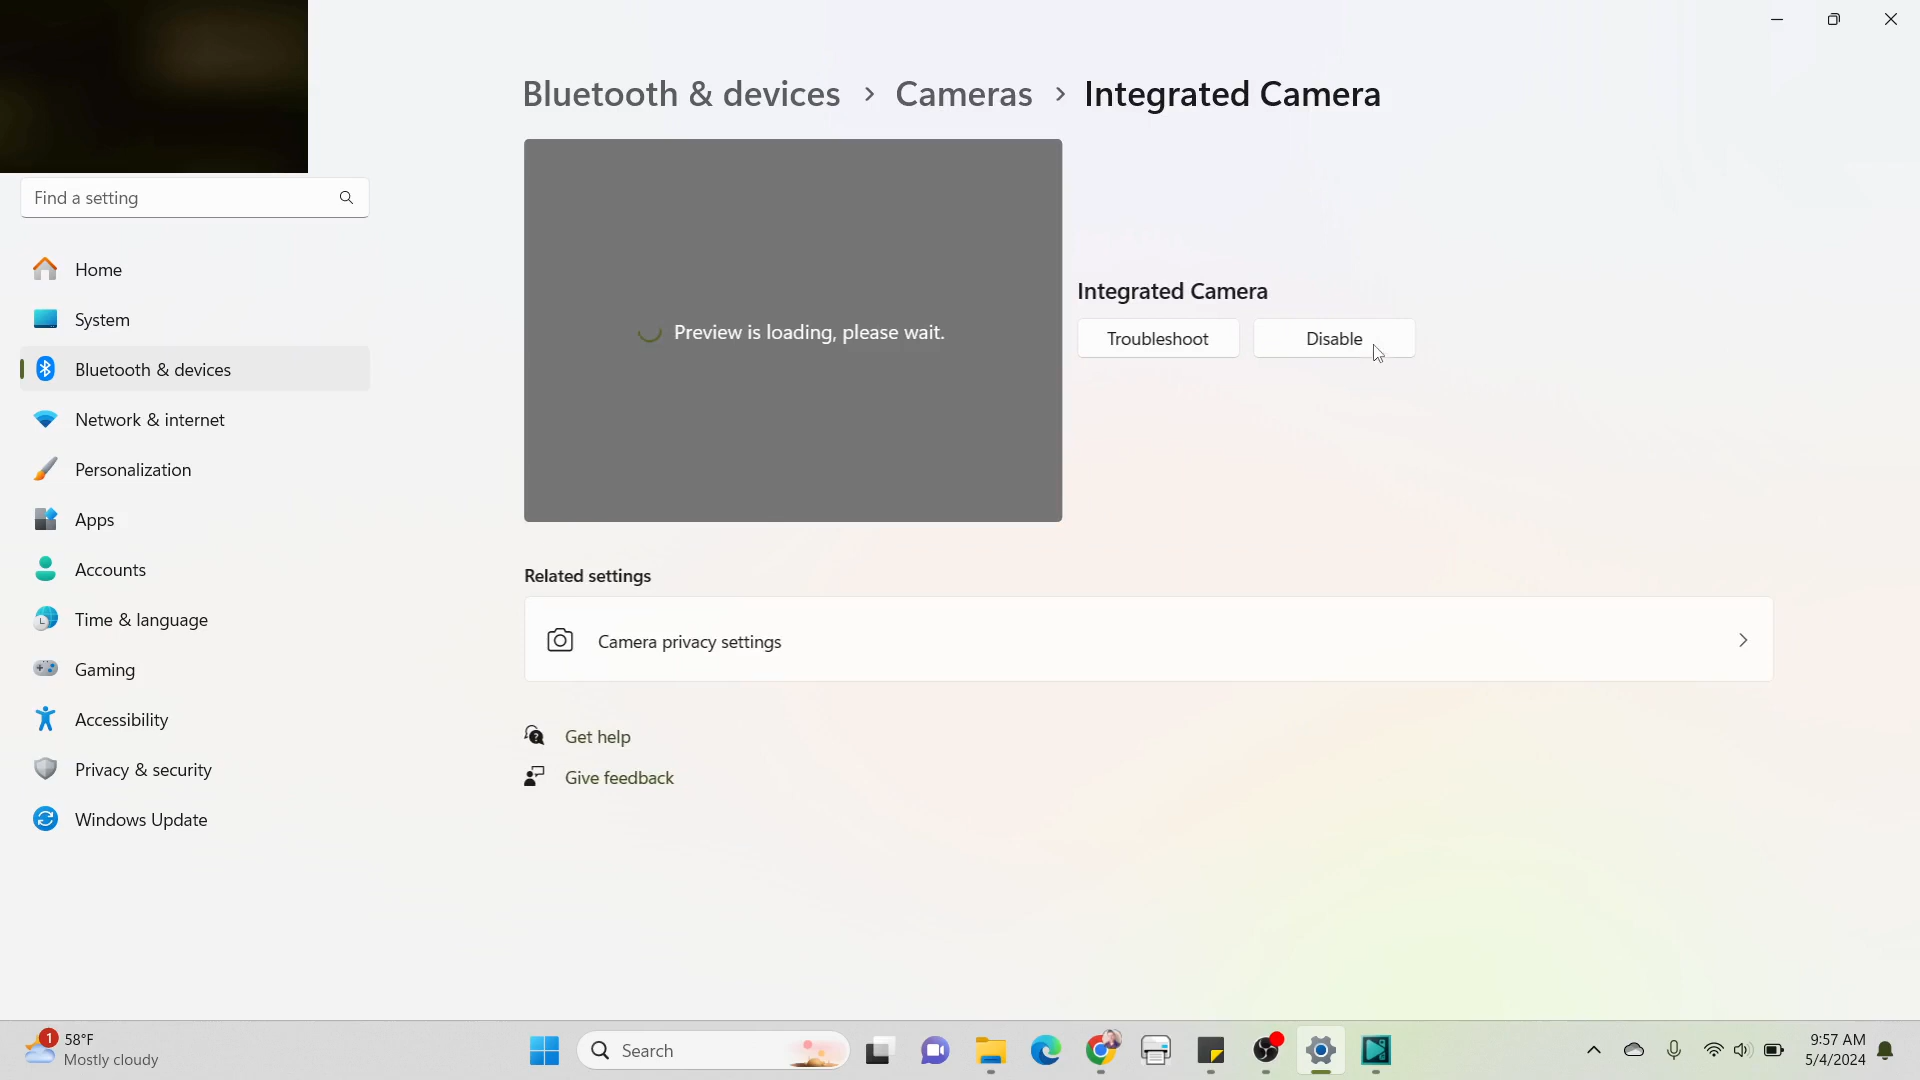 Bluetooth & devices > Cameras > Integrated Camera
Find a setting
Home
System
Bluetooth & devices
Network & internet
Personalization
Apps
Accounts
Time & language
Gaming
Accessibility
Privacy & security
Windows Update
Preview is loading, please wait.
Integrated Camera
Troubleshoot
Disable
Related settings
Camera privacy settings
Get help
Give feedback
1
58°F
Mostly cloudy
Search
9:57 AM
5/4/2024